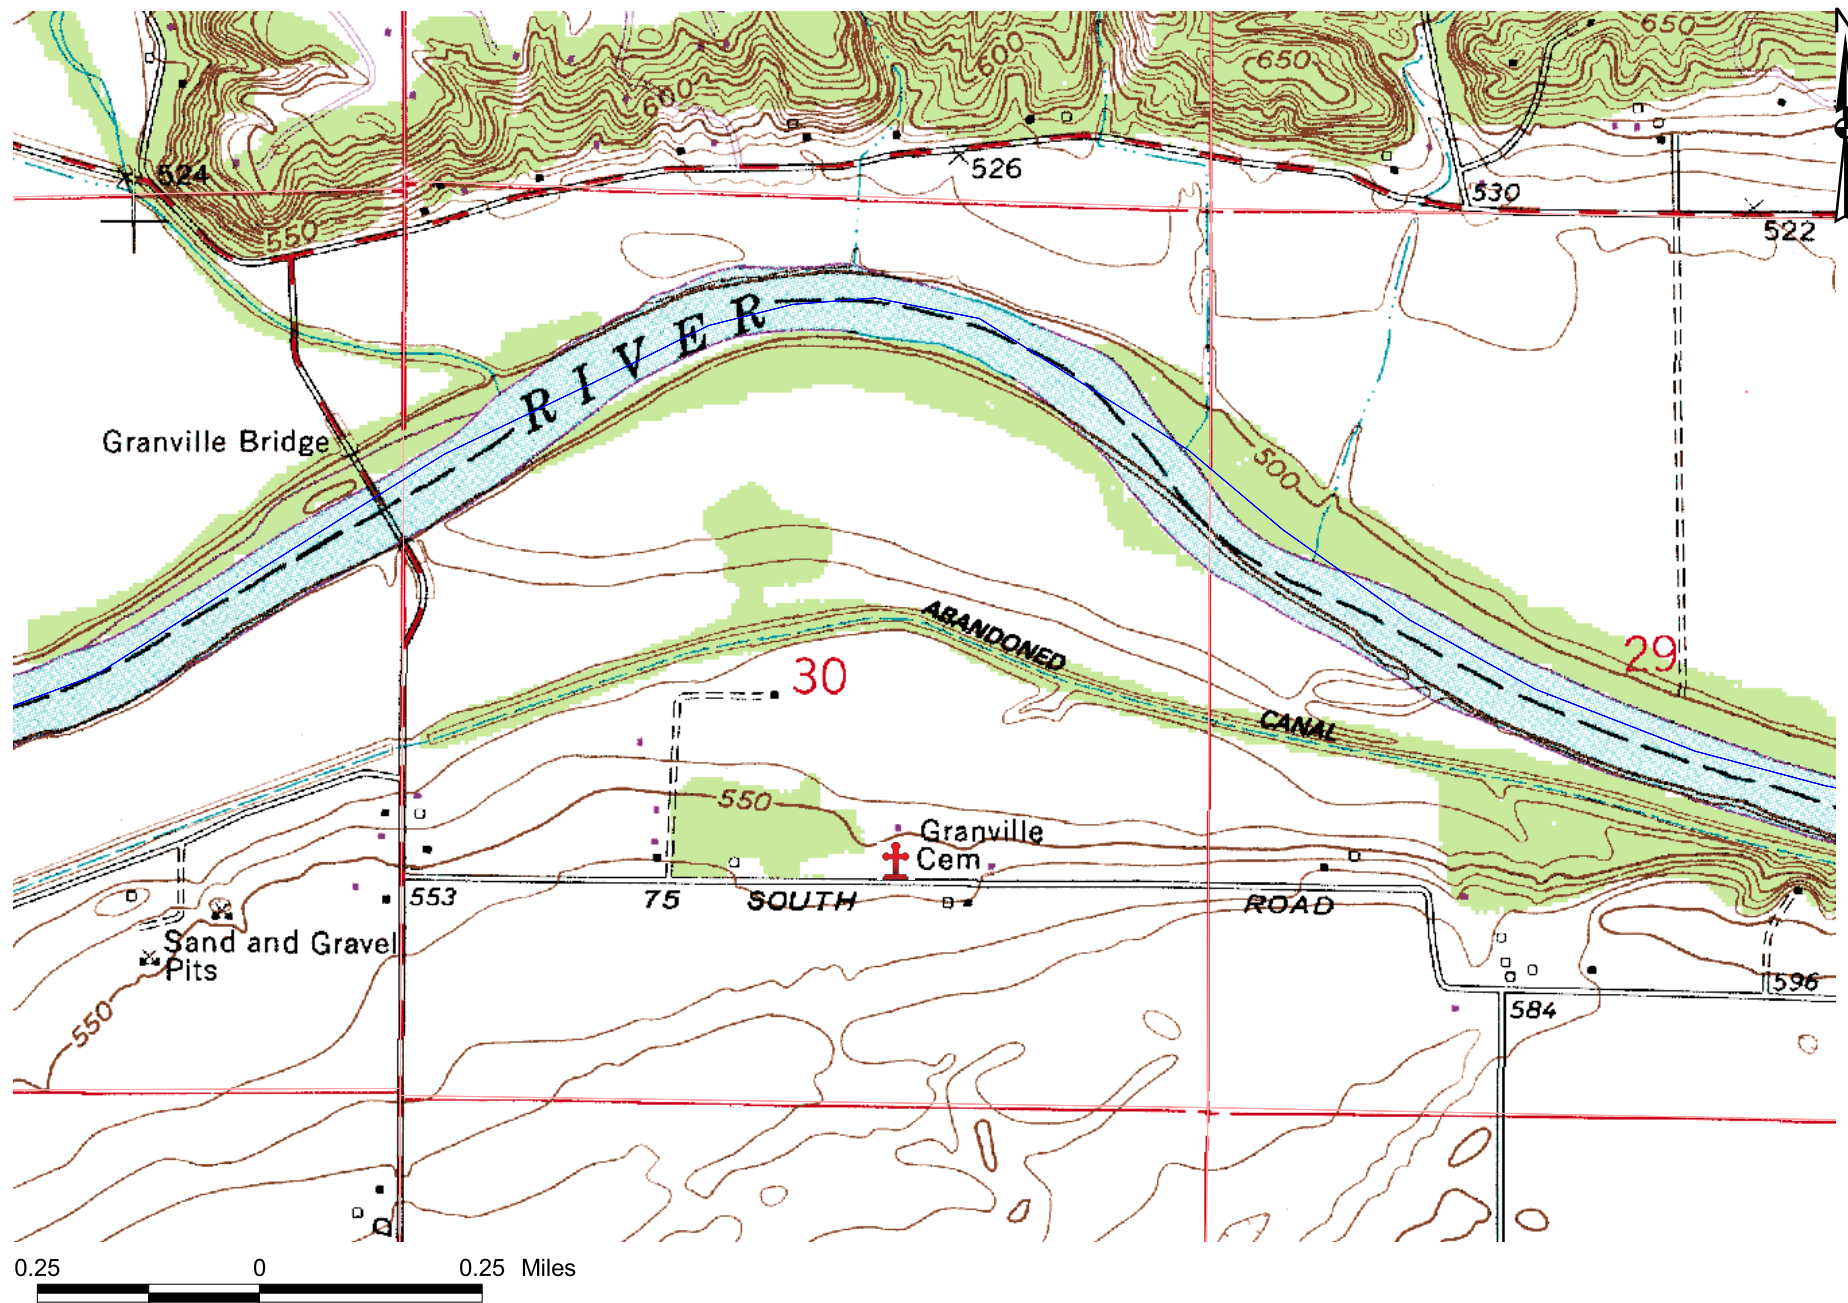 650
600
650
600
524
526
530
522
550
RIVER
Granville Bridge
500
ABANDONED
29
30
CANAL
550
Granville
Cem
553
75 SOUTH ROAD
Sand and Gravel
Pits
596
584
550
0.25 0 0.25 Miles